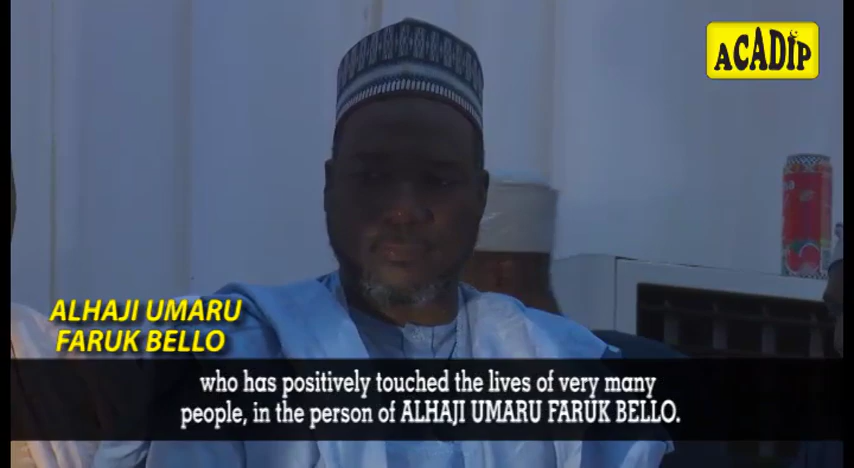 ACADIP
ALHAJI UMARU
FARUK BELLO
who has positively touched the lives of very many
people, in the person of ALHAJI UMARU FARUK BELLO.